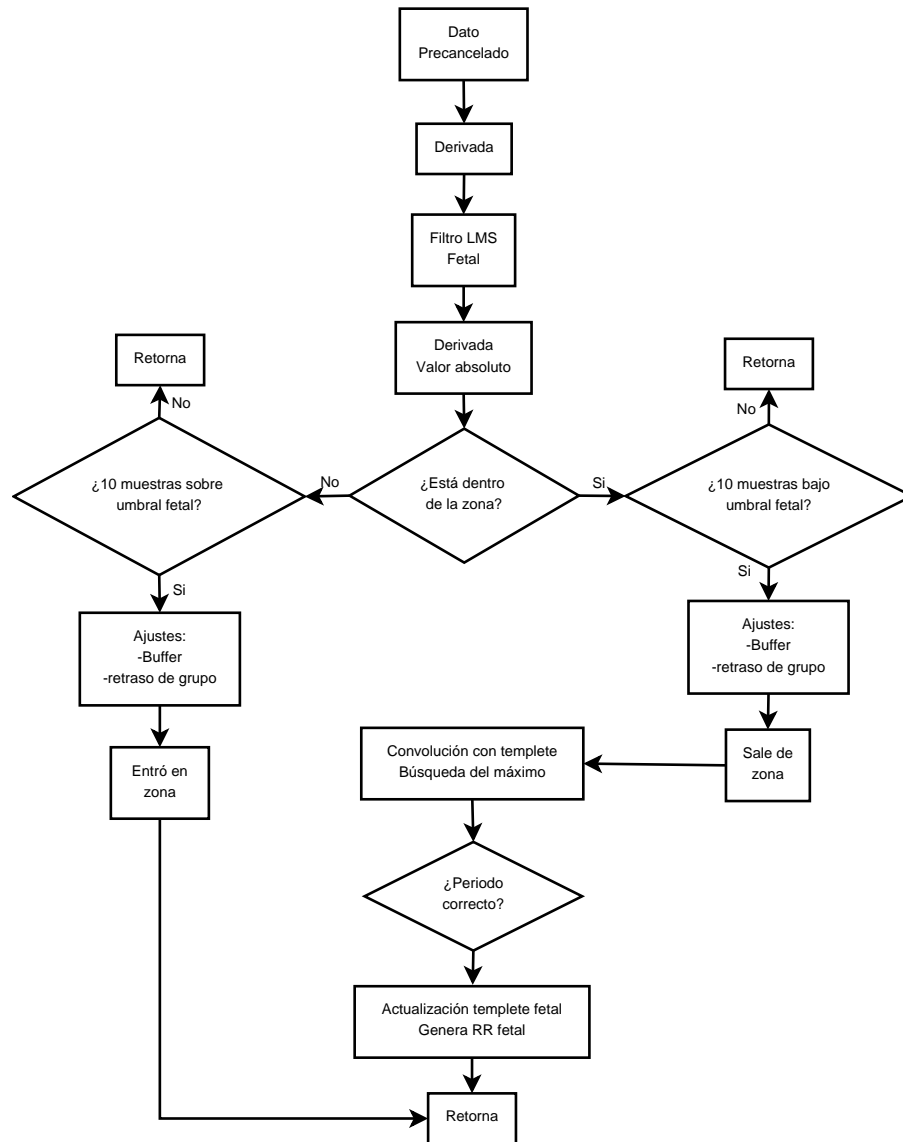 Dato
Precancelado
Derivada
Filtro LMS
Fetal
Derivada
Valor absoluto
Retorna
No
¿10 muestras sobre
umbral fetal?
No
¿Está dentro
de la zona?
Si
Retorna
No
¿10 muestras bajo
umbral fetal?
Si
Ajustes:
-Buffer
-retraso de grupo
Entró en
zona
Si
Ajustes:
-Buffer
-retraso de grupo
Sale de
zona
Convolución con templete
Búsqueda del máximo
¿Periodo
correcto?
Actualización templete fetal
Genera RR fetal
Retorna